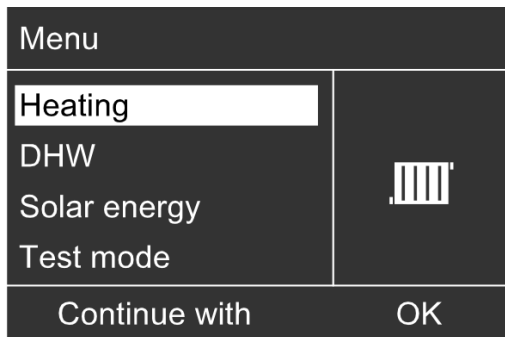 Menu
Heating
DHW
Solar energy
Test mode
Continue with OK